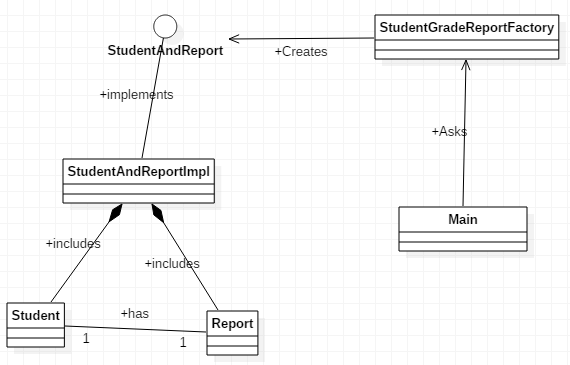 StudentGradeReportFactory
StudentAndReport
+Creates
+implements
+Asks
StudentAndReportImpl
Main
+includes
+includes
Student
+has
Report
1
1